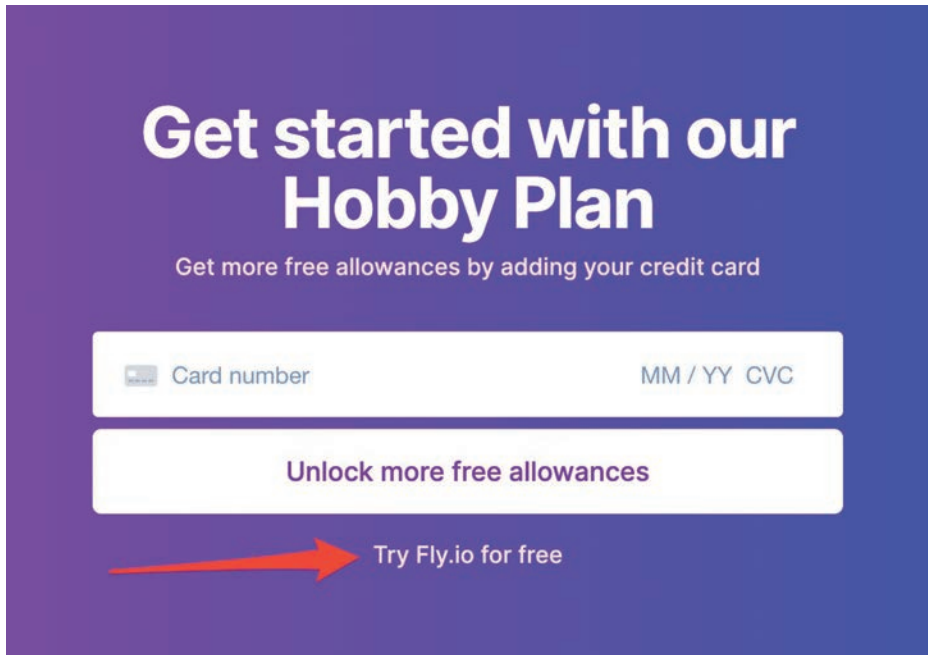 Get started with our
Hobby Plan
Get more free allowances by adding your credit card
Card number MM / YY CVC
Unlock more free allowances
Try Fly.io for free